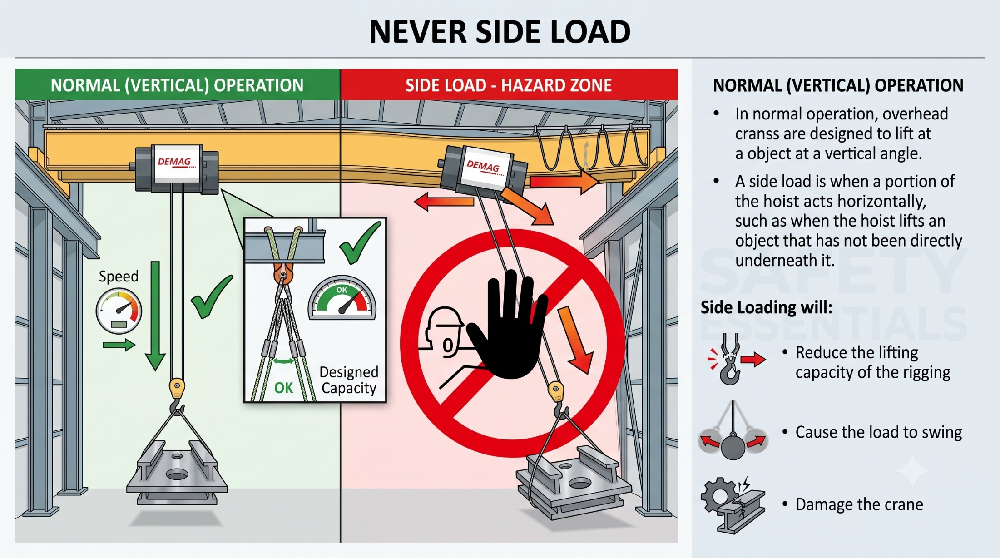 NEVER SIDE LOAD
NORMAL (VERTICAL) OPERATION
SIDE LOAD - HAZARD ZONE
DEMAG
DEMAG
Speed
OK
OK
Designed
Capacity
0
NORMAL (VERTICAL) OPERATION
• In normal operation, overhead
cranss are designed to lift at
a object at a vertical angle.
• A side load is when a portion of
the hoist acts horizontally,
such as when the hoist lifts an
object that has not been directly
underneath it.
SAFETY
ESSENTIALS
Side Loading will:
• Reduce the lifting
capacity of the rigging
• Cause the load to swing
• Damage the crane